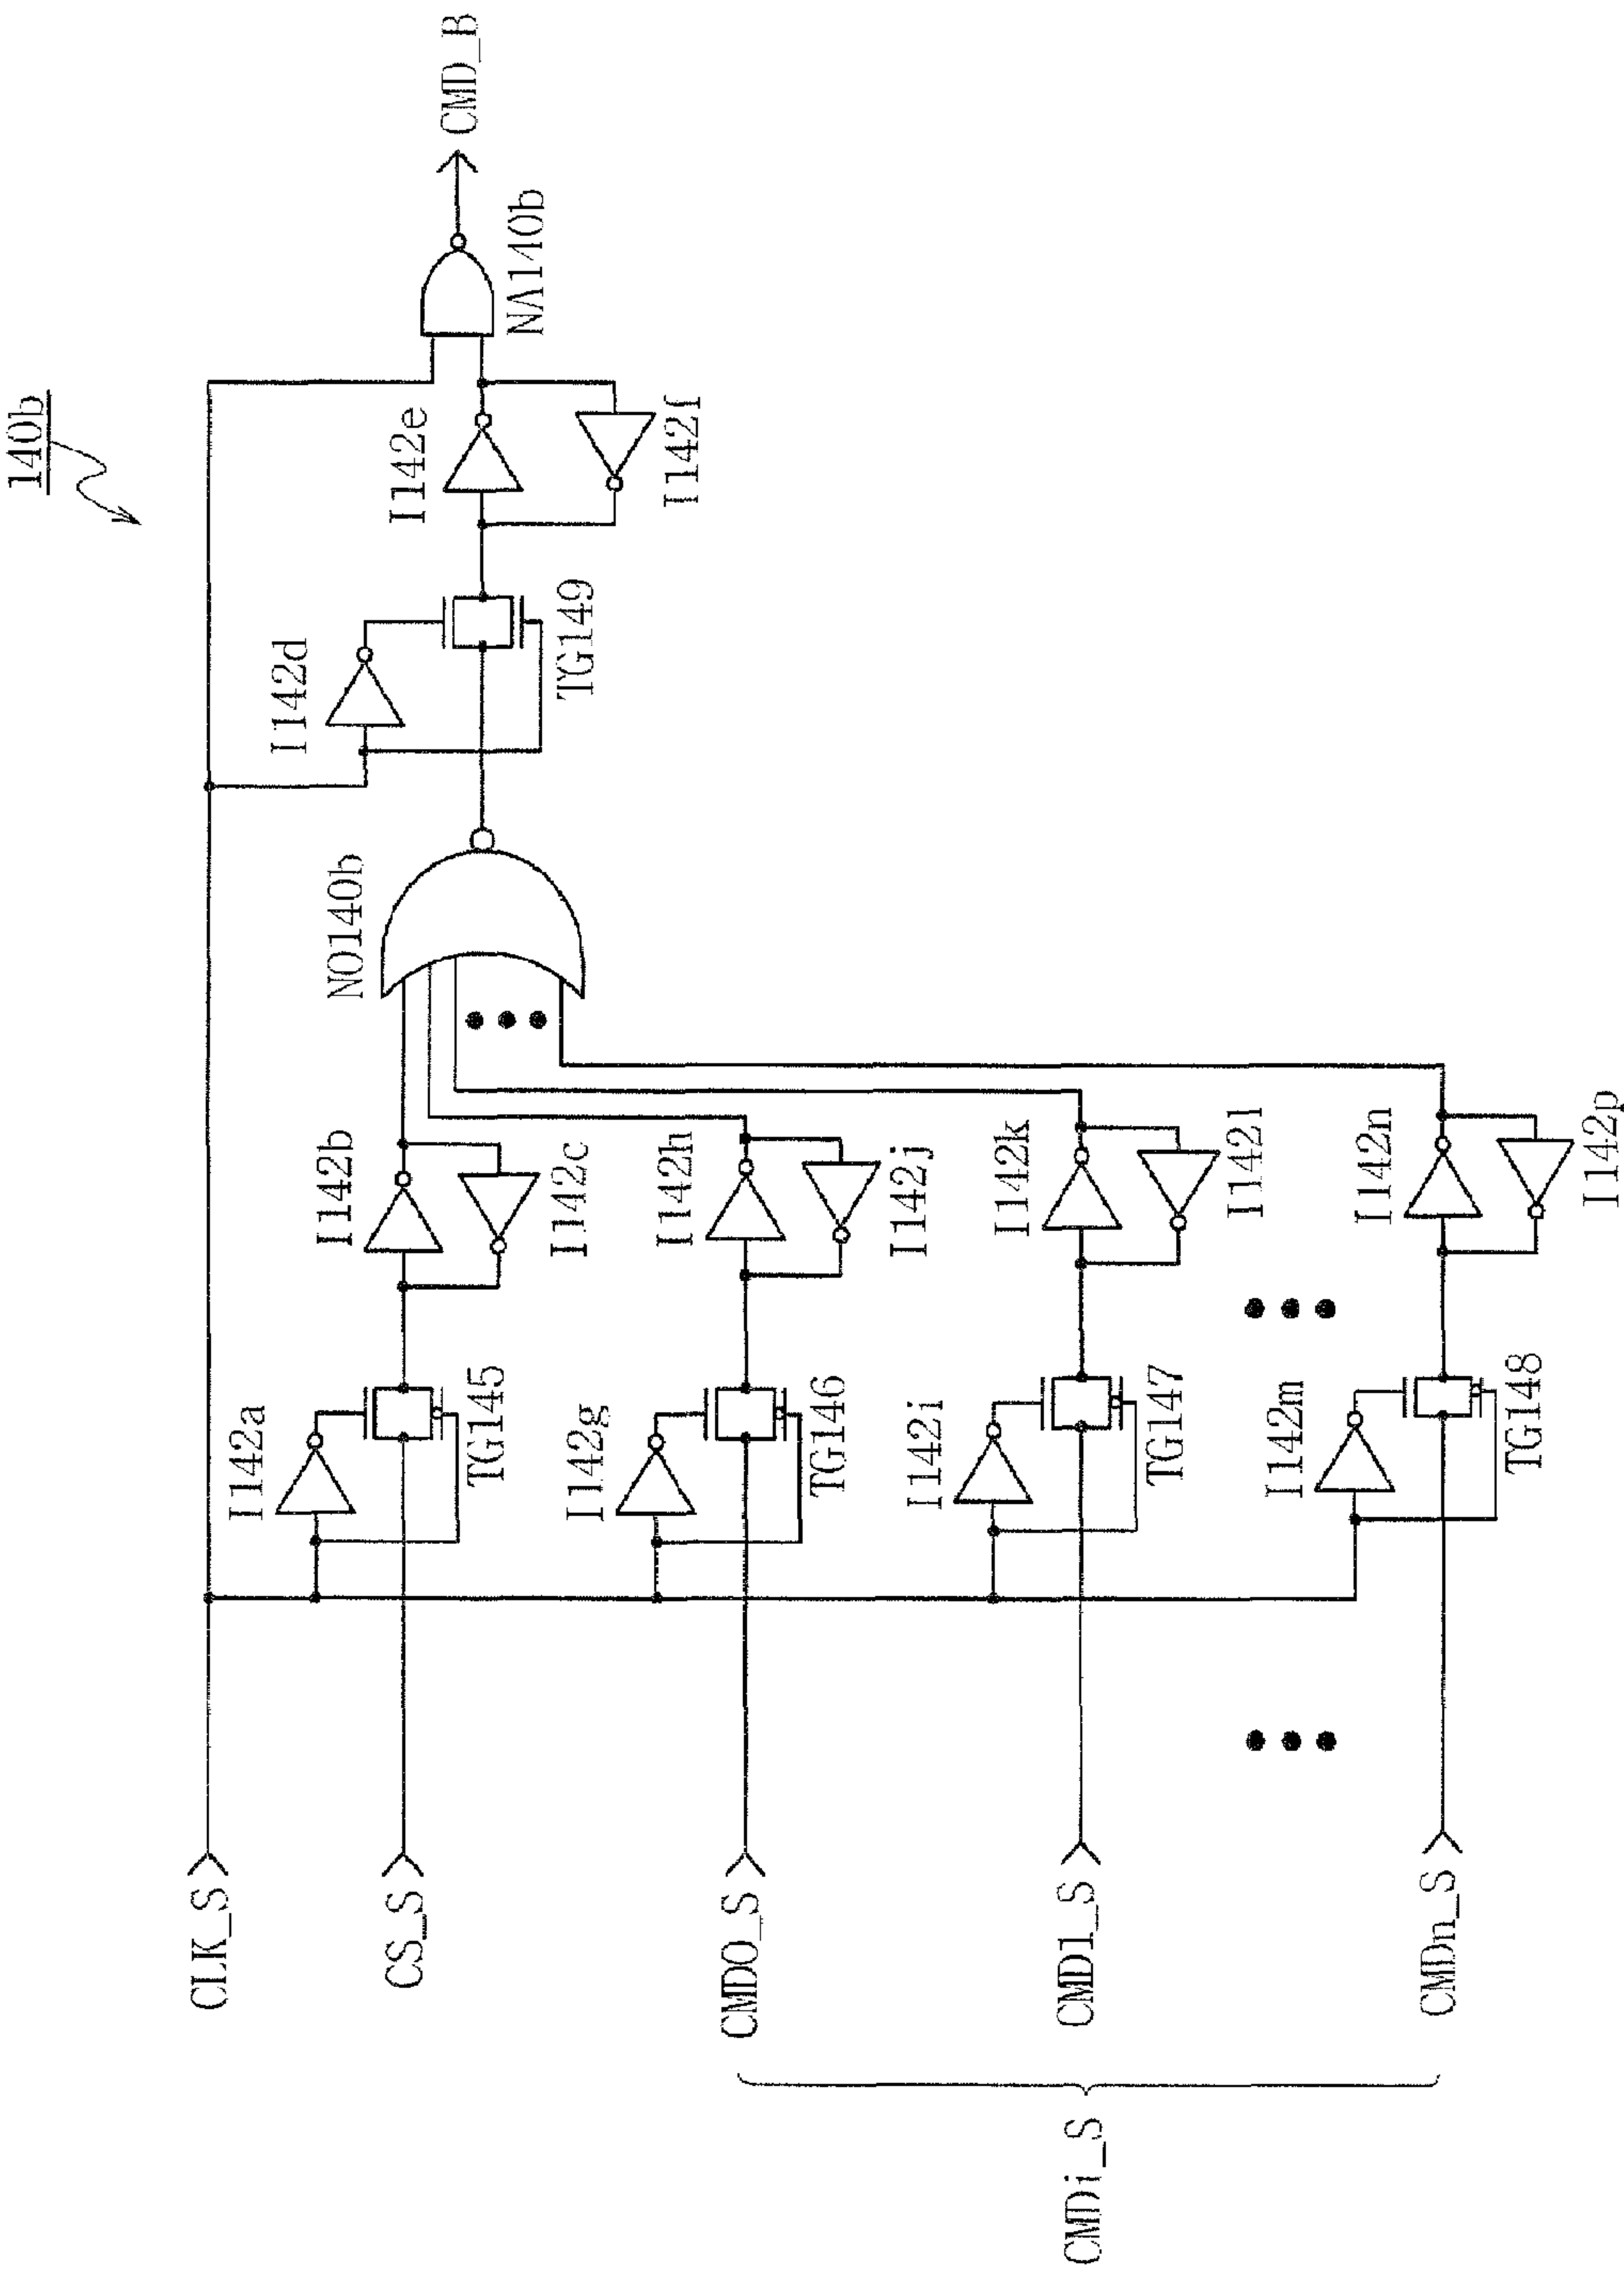 140b
CLK_S
CS_S
CMD0_S
CMD1_S
CMDn_S
CMDi_S
I142a
TG145
I142b
I142c
I142g
TG146
I142h
I142j
I142i
TG147
I142k
I142l
I142m
TG148
I142n
I142p
NO140b
I142d
TG149
I142e
I142f
NA140b
CMD_B